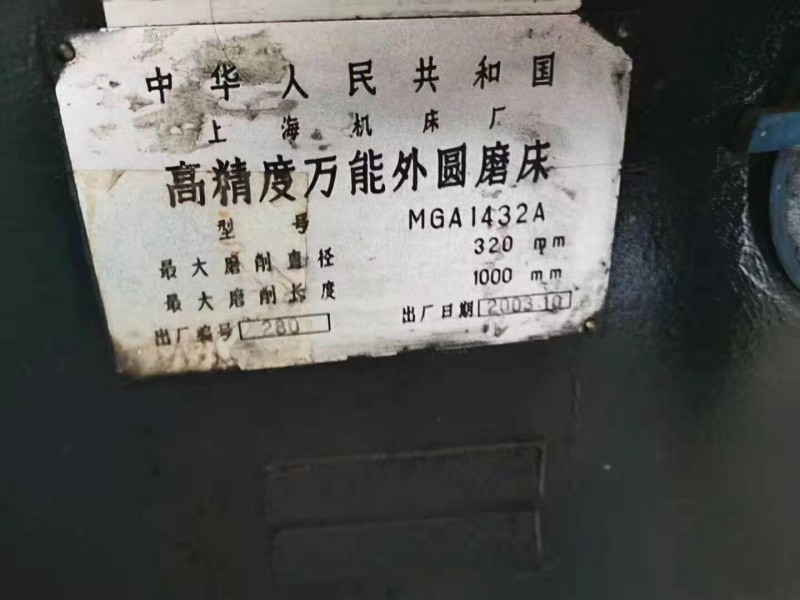 中华人民共和国
上海机床厂
高精度万能外圆磨床
型号 MGA1432A
最大磨削直径 320 mm
最大磨削长度 1000 mm
出厂编号 280 出厂日期 2003.10